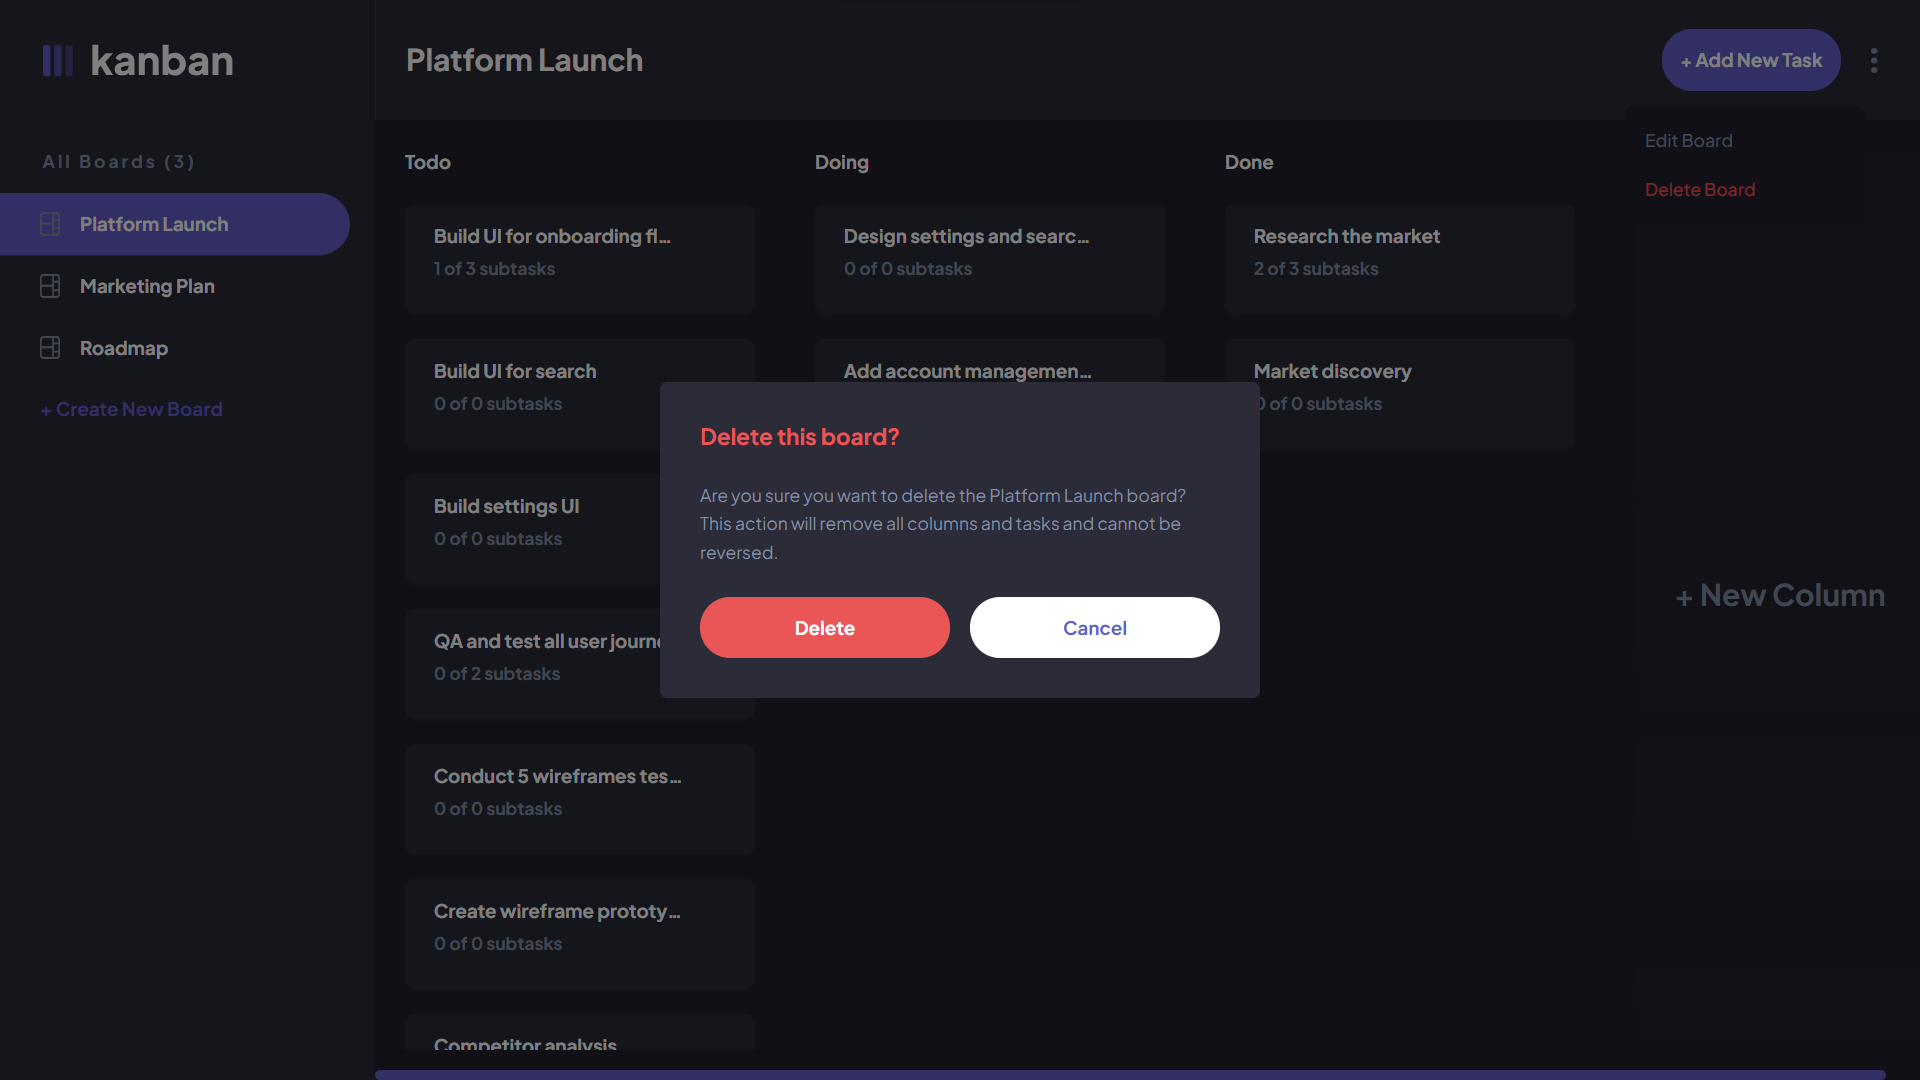 kanban
All Boards (3)
Platform Launch
Marketing Plan
Roadmap
+ Create New Board
Platform Launch
+ Add New Task
Edit Board
Delete Board
Todo
Build UI for onboarding fl...
1 of 3 subtasks
Build UI for search
0 of 0 subtasks
Build settings UI
0 of 0 subtasks
QA and test all user journe
0 of 2 subtasks
Conduct 5 wireframes tes...
0 of 0 subtasks
Create wireframe prototy...
0 of 0 subtasks
Competitor analysis
Doing
Design settings and searc...
0 of 0 subtasks
Add account managemen...
Done
Research the market
2 of 3 subtasks
Market discovery
0 of 0 subtasks
+ New Column
Delete this board?
Are you sure you want to delete the Platform Launch board?
This action will remove all columns and tasks and cannot be
reversed.
Delete
Cancel